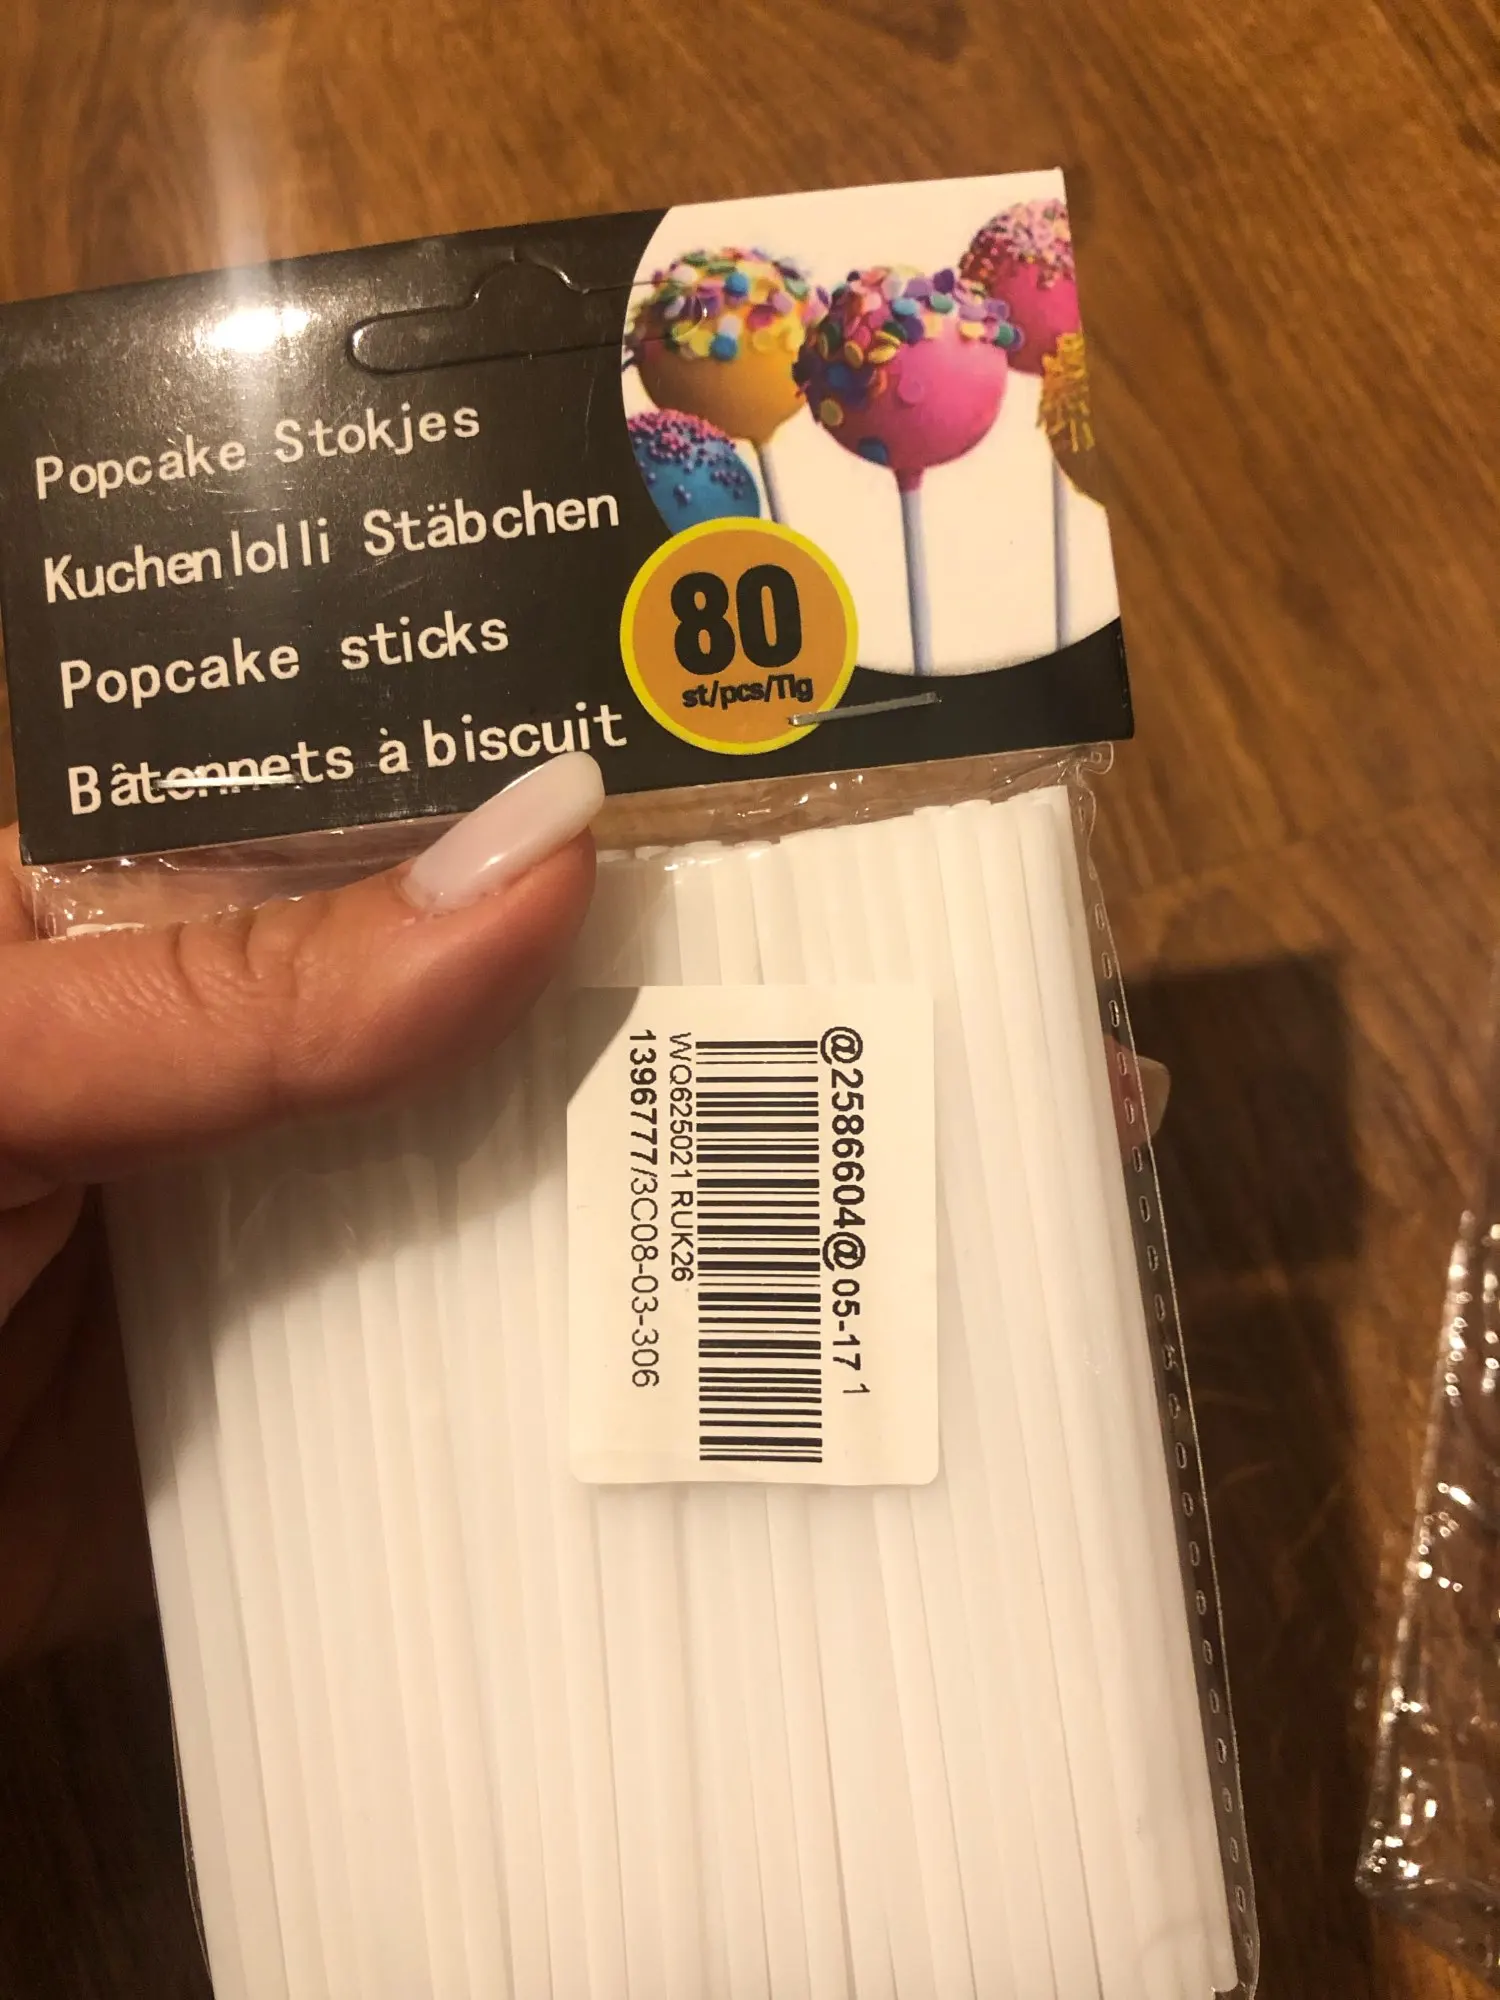 Popcake Stokjes
Kuchenlolli Stäbchen
Popcake sticks
Bâtonnets à biscuit
80
st/pcs/Tlg
@2586604@ 05-17 1
WQ625021 RUK26
1396777/3C08-03-306